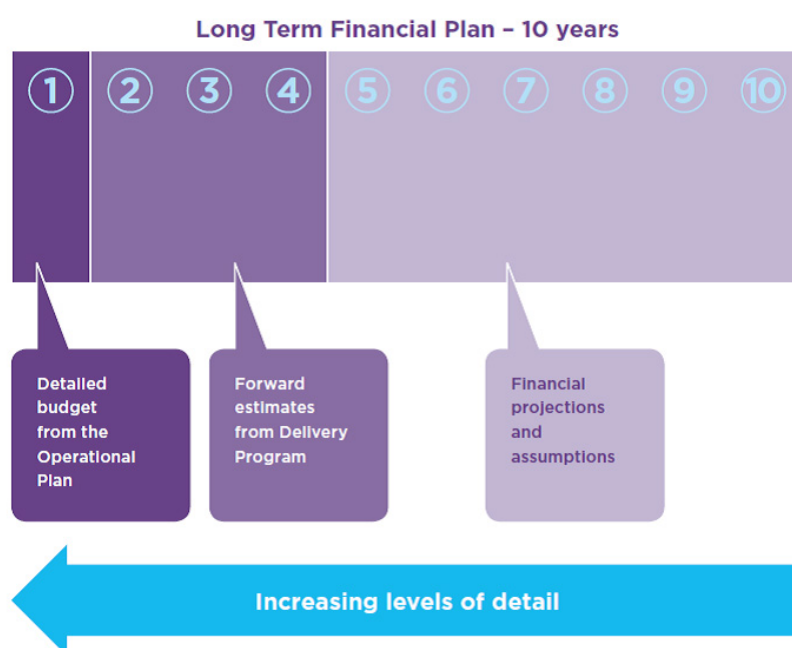 Long Term Financial Plan – 10 years
1 2 3 4 5 6 7 8 9 10
Detailed
budget
from the
Operational
Plan
Forward
estimates
from Delivery
Program
Financial
projections
and
assumptions
Increasing levels of detail